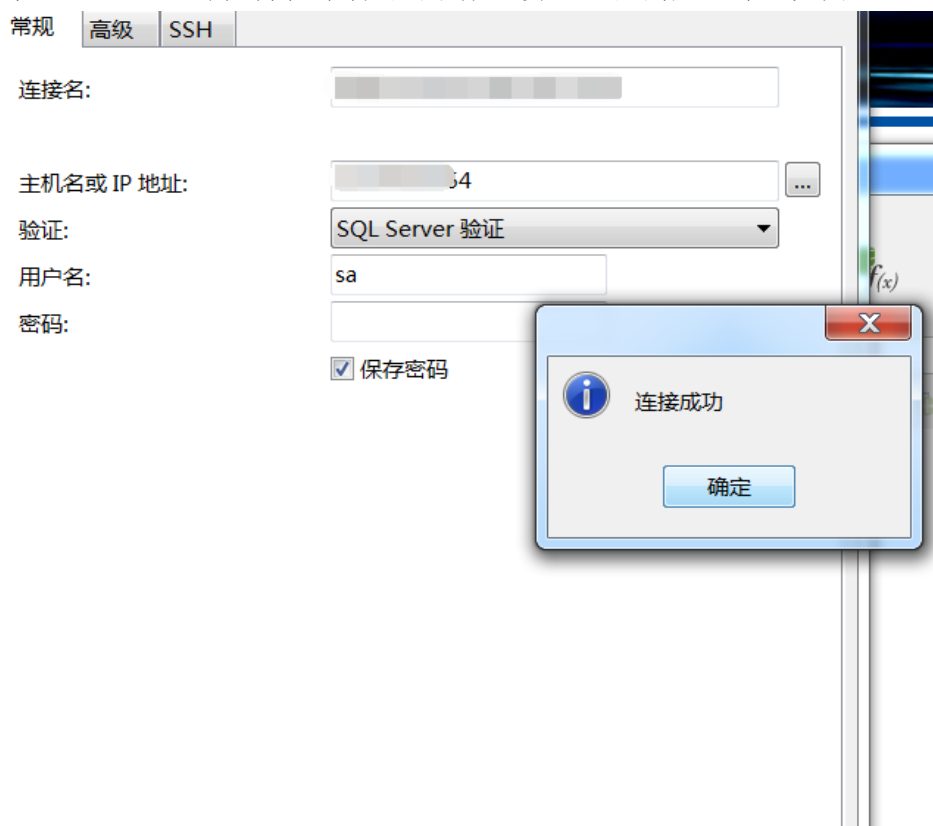 常规 高级 SSH
连接名:
主机名或 IP 地址: 54 ...
验证: SQL Server 验证
用户名: sa
f(x)
密码:
保存密码
连接成功
确定